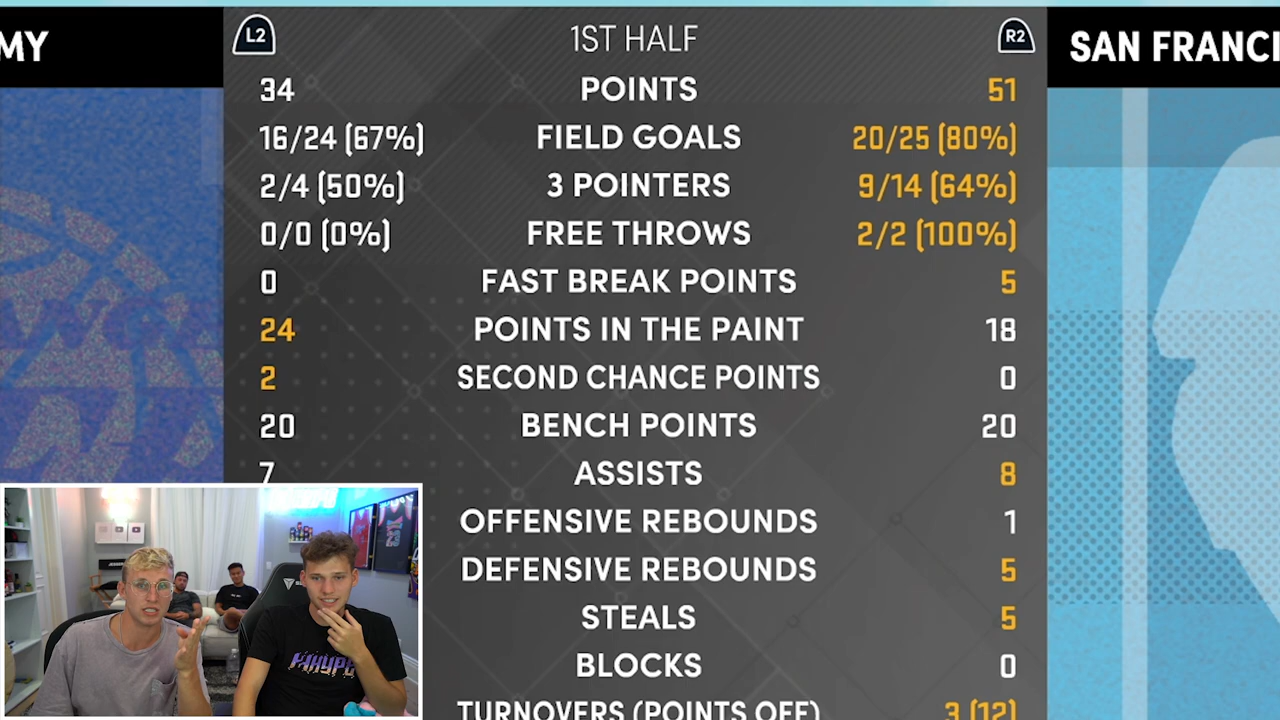 MY L2 1ST HALF R2 SAN FRANCI
34 POINTS 51
16/24 (67%) FIELD GOALS 20/25 (80%)
2/4 (50%) 3 POINTERS 9/14 (64%)
0/0 (0%) FREE THROWS 2/2 (100%)
0 FAST BREAK POINTS 5
24 POINTS IN THE PAINT 18
2 SECOND CHANCE POINTS 0
20 BENCH POINTS 20
7 ASSISTS 8
OFFENSIVE REBOUNDS 1
DEFENSIVE REBOUNDS 5
STEALS 5
BLOCKS 0
TURNOVERS (POINTS OFF) 3 (12)